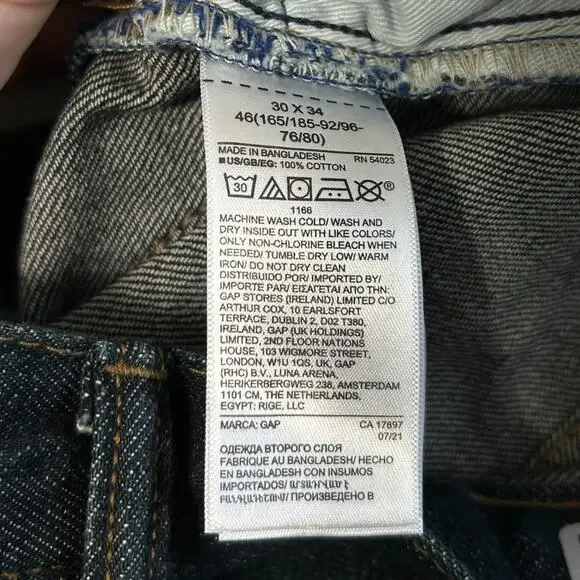 30 X 34
46(165/185-92/96-
76/80)
MADE IN BANGLADESH RN 54023
■US/GB/EG: 100% COTTON
30 ®
1166
MACHINE WASH COLD/ WASH AND
DRY INSIDE OUT WITH LIKE COLORS/
ONLY NON-CHLORINE BLEACH WHEN
NEEDED/ TUMBLE DRY LOW/ WARM
IRON/ DO NOT DRY CLEAN
DISTRIBUIDO POR/ IMPORTED BY/
IMPORTE PAR/ ΕΙΣΑΓΕΤΑΙ ΑΠΟ ΤΗΝ:
GAP STORES (IRELAND) LIMITED C/O
ARTHUR COX, 10 EARLSFORT
TERRACE, DUBLIN 2, D02 T380,
IRELAND, GAP (UK HOLDINGS)
LIMITED, 2ND FLOOR NATIONS
HOUSE, 103 WIGMORE STREET,
LONDON, W1U 1QS, UK, GAP
(RHC) B.V., LUNA ARENA,
HERIKERBERGWEG 238, AMSTERDAM
1101 CM, THE NETHERLANDS.
EGYPT: RIGE, LLC
MARCA: GAP CA 17897
07/21
ОДЕЖДА ВТОРОГО СЛОЯ
FABRIQUE AU BANGLADESH/ HECHO
EN BANGLADESH CON INSUMOS
IMPORTADOS/ ԱՐՏԱԴՐՎԱԾ Է
ԲԱՆԳԼԱԴԵՇՈՒՄ/ ПРОИЗВЕДЕНО В